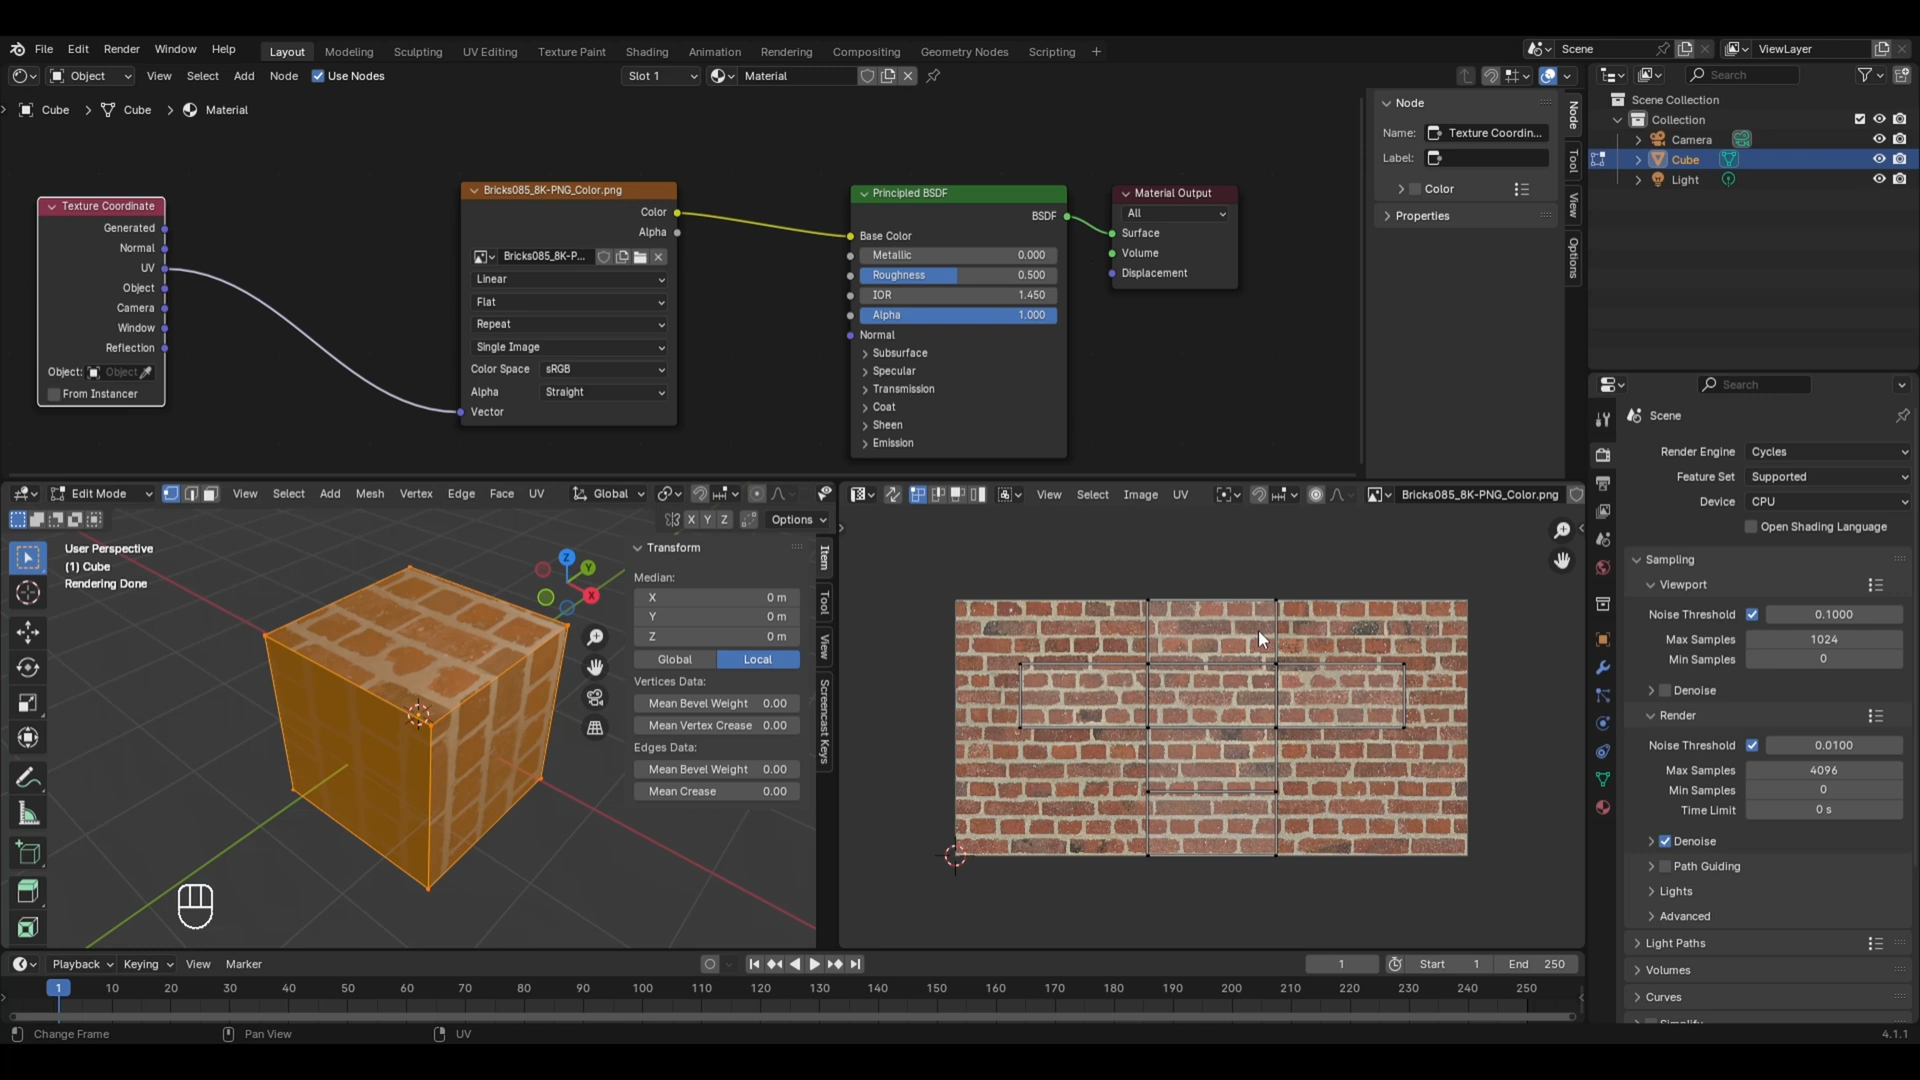 File Edit Render Window Help Layout Modeling Sculpting UV Editing Texture Paint Shading Animation Rendering Compositing Geometry Nodes Scripting + Scene ViewLayer
Object View Select Add Node Use Nodes Slot 1 Material Search
Cube Cube Material
Node
Name: Texture Coordin...
Label:
Color
Properties
Node
Tool
View
Options
Scene Collection
Collection
Camera
Cube
Light
Texture Coordinate
Generated
Normal
UV
Object
Camera
Window
Reflection
Object: Object
From Instancer
Bricks085_8K-PNG_Color.png
Color
Alpha
Bricks085_8K-P...
Linear
Flat
Repeat
Single Image
Color Space sRGB
Alpha Straight
Vector
Principled BSDF
BSDF
Base Color
Metallic 0.000
Roughness 0.500
IOR 1.450
Alpha 1.000
Normal
Subsurface
Specular
Transmission
Coat
Sheen
Emission
Material Output
All
Surface
Volume
Displacement
Search
Scene
Render Engine Cycles
Feature Set Supported
Device CPU
Open Shading Language
Sampling
Viewport
Noise Threshold 0.1000
Max Samples 1024
Min Samples 0
Denoise
Render
Noise Threshold 0.0100
Max Samples 4096
Min Samples 0
Time Limit 0 s
Denoise
Path Guiding
Lights
Advanced
Light Paths
Volumes
Curves
Edit Mode View Select Add Mesh Vertex Edge Face UV Global
X Y Z Options
User Perspective
(1) Cube
Rendering Done
Z
Y
X
Transform
Median:
X 0 m
Y 0 m
Z 0 m
Global Local
Vertices Data:
Mean Bevel Weight 0.00
Mean Vertex Crease 0.00
Edges Data:
Mean Bevel Weight 0.00
Mean Crease 0.00
Item
Tool
View
Screencast Keys
View Select Image UV Bricks085_8K-PNG_Color.png
Playback Keying View Marker 1 Start 1 End 250
1 10 20 30 40 50 60 70 80 90 100 110 120 130 140 150 160 170 180 190 200 210 220 230 240 250
Change Frame Pan View UV 4.1.1